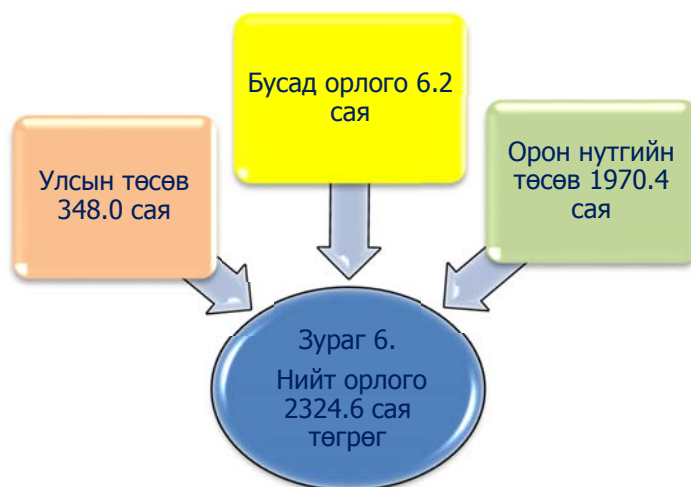 Бусад орлого 6.2
сая
Улсын төсөв
348.0 сая
Орон нутгийн
төсөв 1970.4
сая
Зураг 6.
Нийт орлого
2324.6 сая
төгрөг